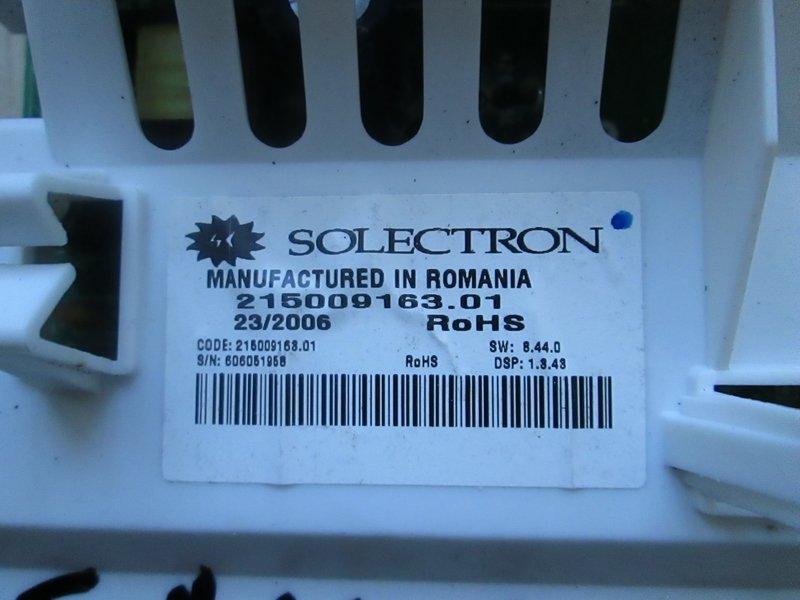 SOLECTRON
MANUFACTURED IN ROMANIA
215009163.01
23/2006 RoHS
CODE: 215009163.01 SW: 8.44.0
S/N: 606051958 RoHS DSP: 1.3.43